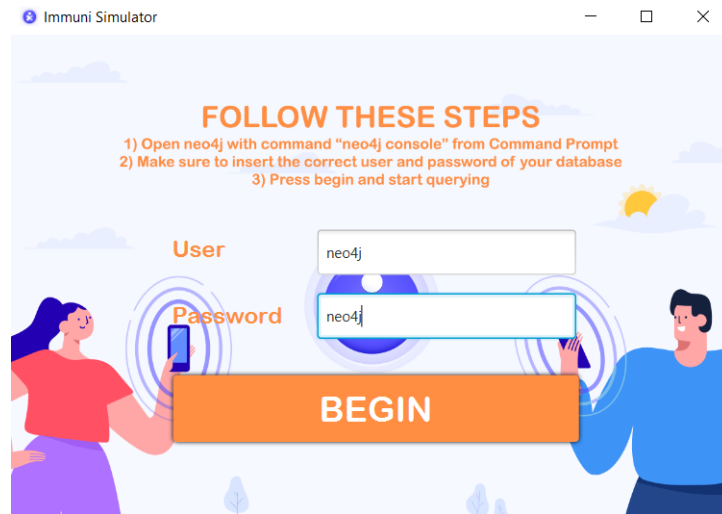 Immuni Simulator
FOLLOW THESE STEPS
1) Open neo4j with command “neo4j console” from Command Prompt
2) Make sure to insert the correct user and password of your database
3) Press begin and start querying
User
neo4j
Password
neo4j
BEGIN